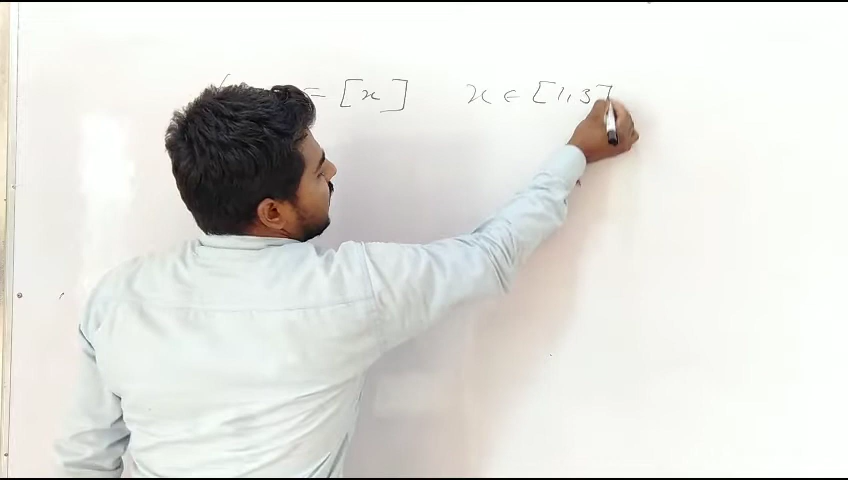 = [x] x ∈ [1,3]